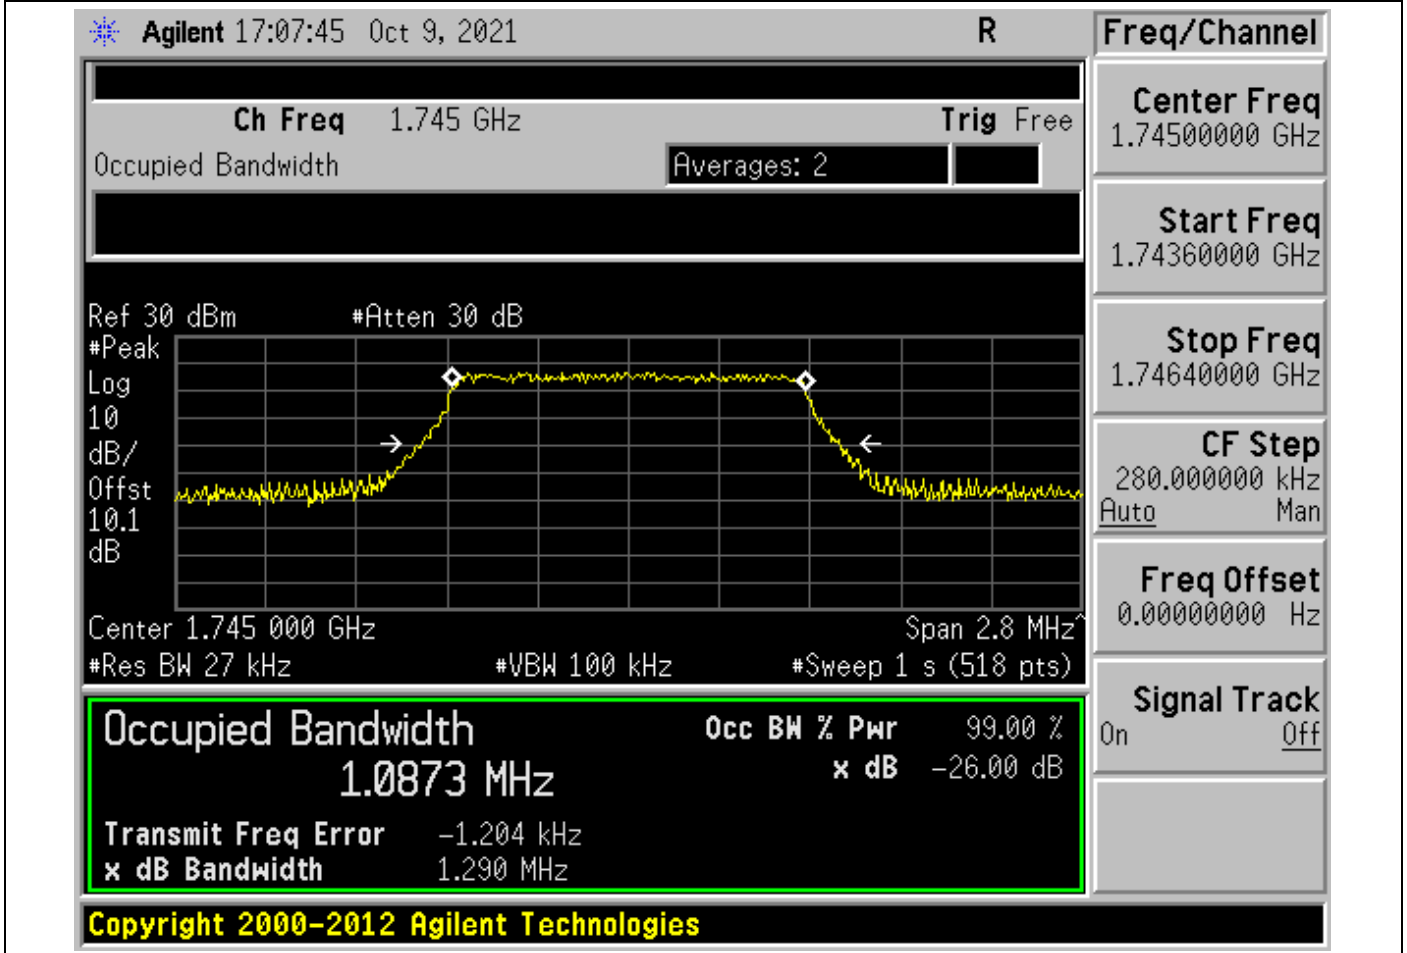 Agilent 17:07:45 Oct 9, 2021 R
Freq/Channel
Ch Freq 1.745 GHz Trig Free
Occupied Bandwidth Averages: 2
Center Freq
1.74500000 GHz
Start Freq
1.74360000 GHz
Stop Freq
1.74640000 GHz
CF Step
280.000000 kHz
Auto Man
Freq Offset
0.00000000 Hz
Signal Track
On Off
Ref 30 dBm #Atten 30 dB
#Peak
Log
10
dB/
Offst
10.1
dB
Center 1.745 000 GHz Span 2.8 MHz^
#Res BW 27 kHz #VBW 100 kHz #Sweep 1 s (518 pts)
Occupied Bandwidth Occ BW % Pwr 99.00 %
1.0873 MHz x dB -26.00 dB
Transmit Freq Error -1.204 kHz
x dB Bandwidth 1.290 MHz
Copyright 2000-2012 Agilent Technologies